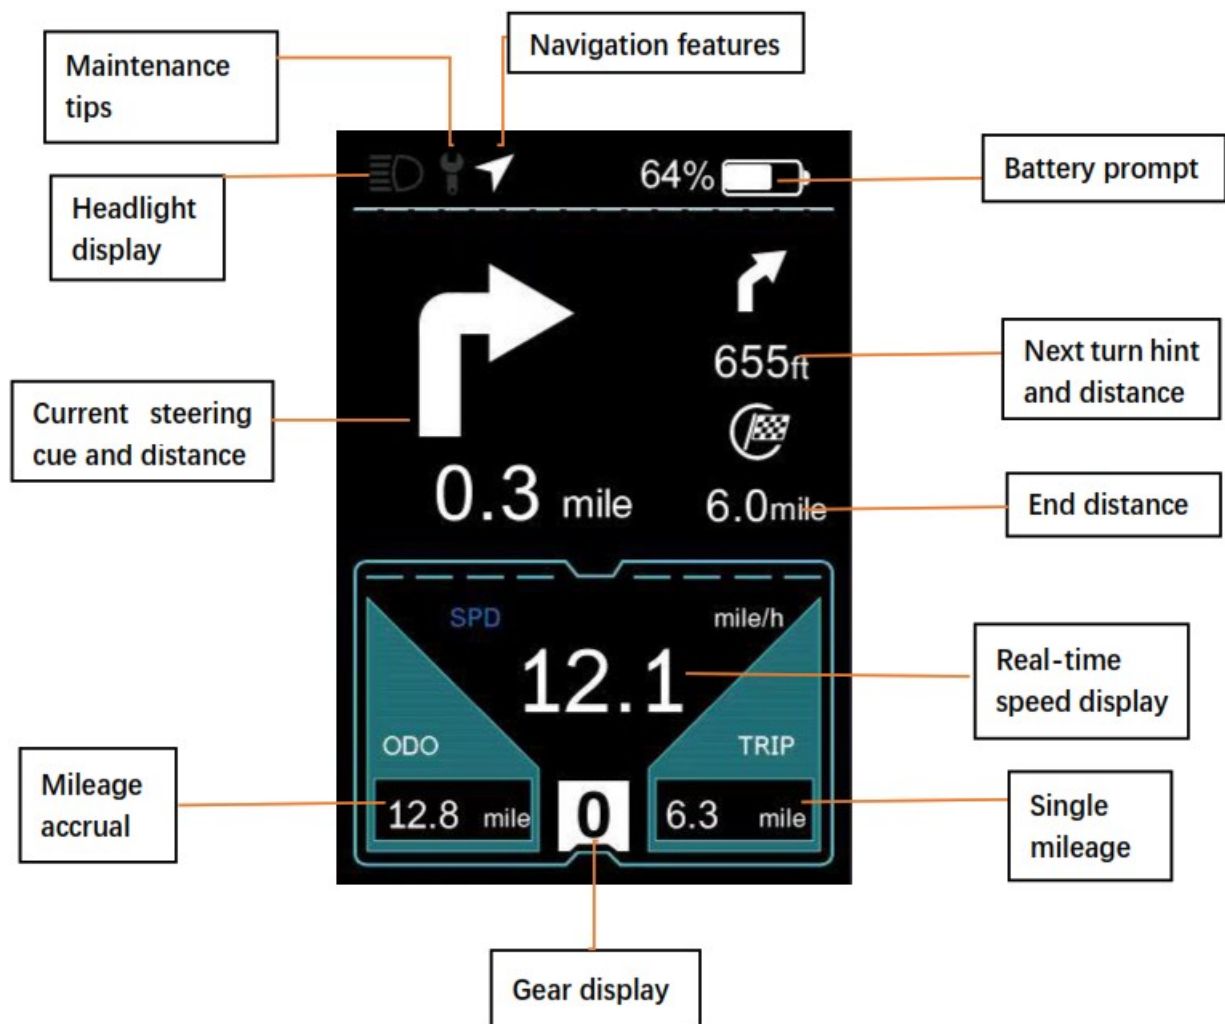 Navigation features
Maintenance
tips
Headlight
display
64%
Battery prompt
655ft
Next turn hint
and distance
Current steering
cue and distance
0.3 mile
6.0mile
End distance
SPD
mile/h
12.1
Real-time
speed display
ODO
TRIP
Mileage
accrual
12.8 mile
0
6.3 mile
Single
mileage
Gear display